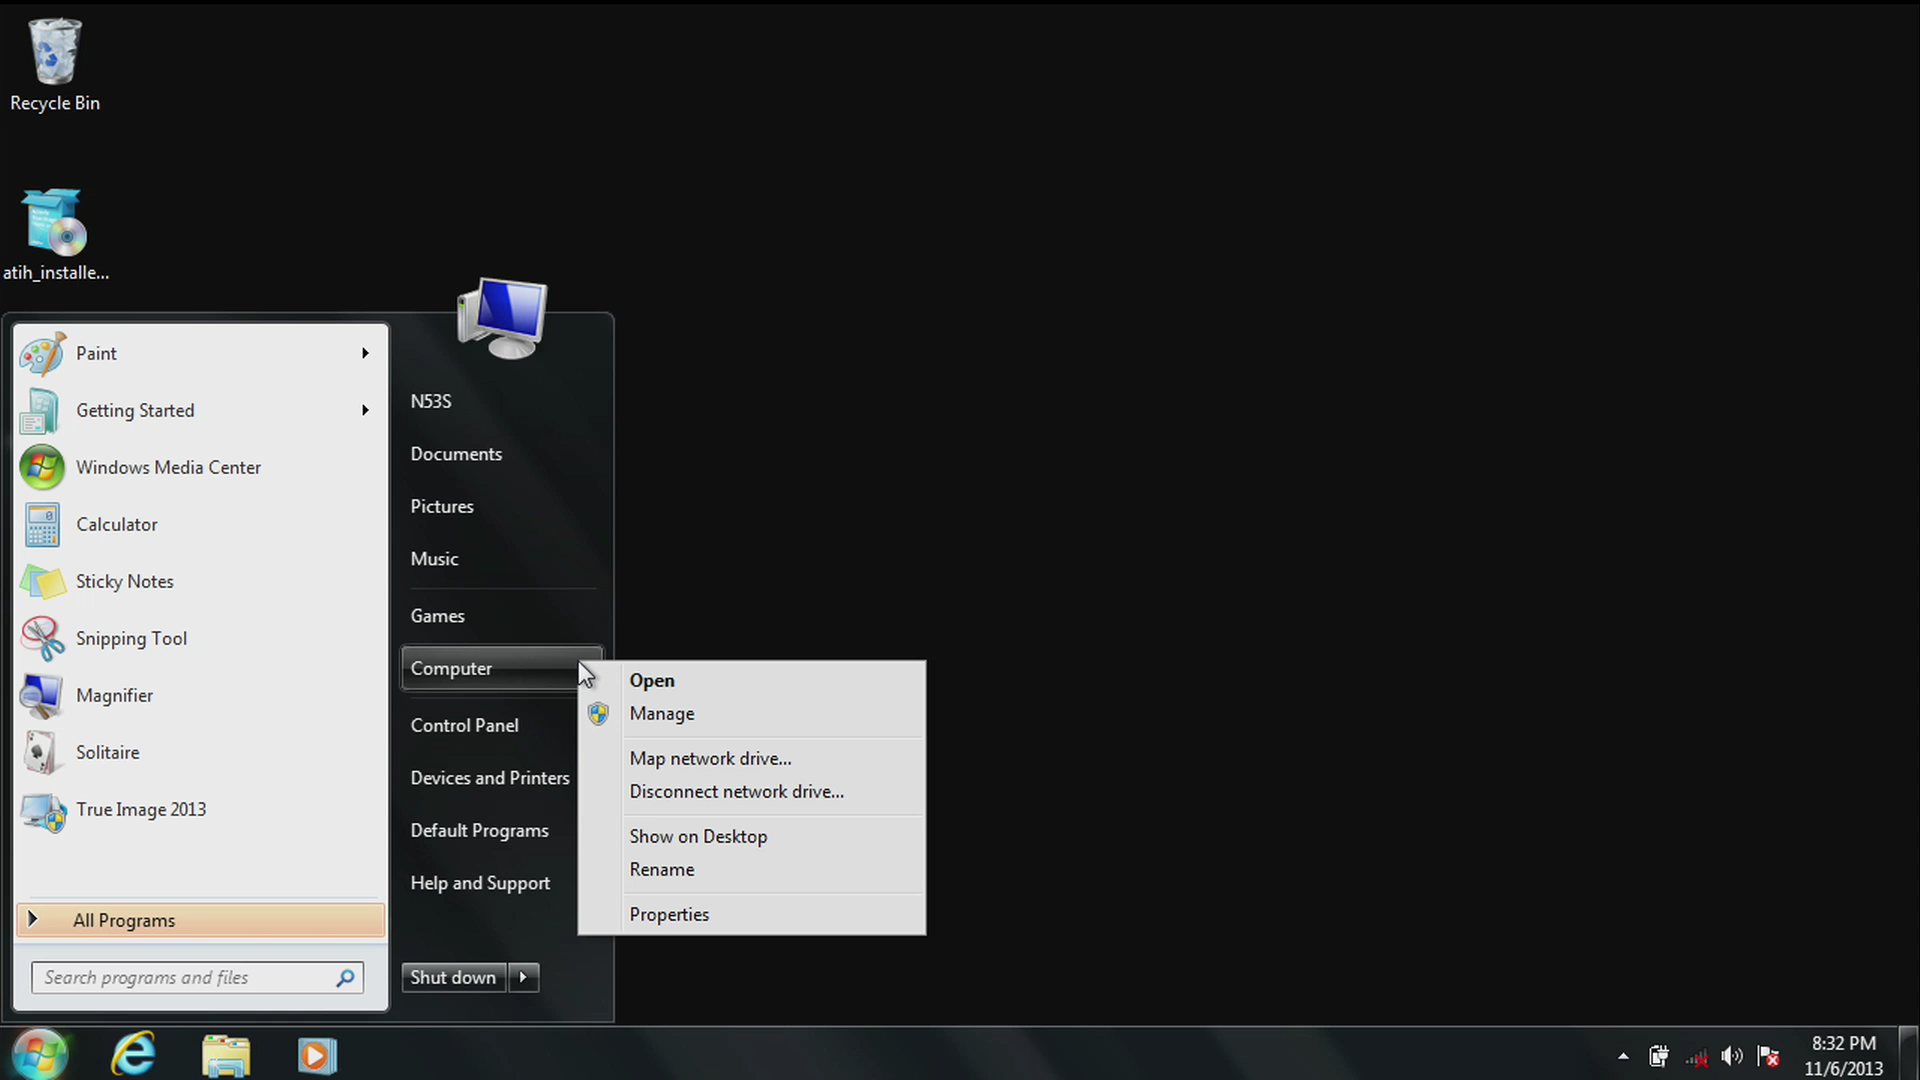 Recycle Bin
atih_installe...
Paint
Getting Started
Windows Media Center
Calculator
Sticky Notes
Snipping Tool
Magnifier
Solitaire
True Image 2013
All Programs
Search programs and files
N53S
Documents
Pictures
Music
Games
Computer
Control Panel
Devices and Printers
Default Programs
Help and Support
Shut down
Open
Manage
Map network drive...
Disconnect network drive...
Show on Desktop
Rename
Properties
8:32 PM
11/6/2013